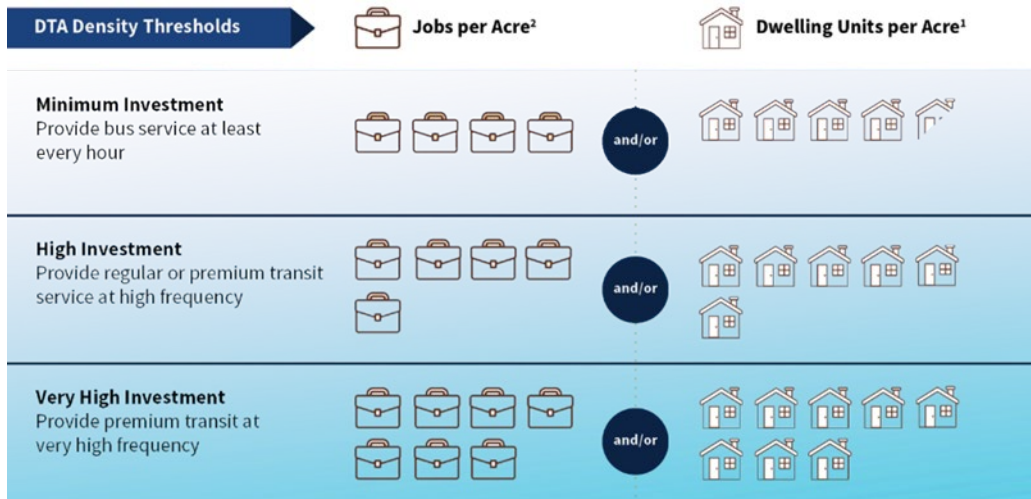 DTA Density Thresholds
Jobs per Acre²
Dwelling Units per Acre¹
Minimum Investment
Provide bus service at least
every hour
and/or
High Investment
Provide regular or premium transit
service at high frequency
and/or
Very High Investment
Provide premium transit at
very high frequency
and/or